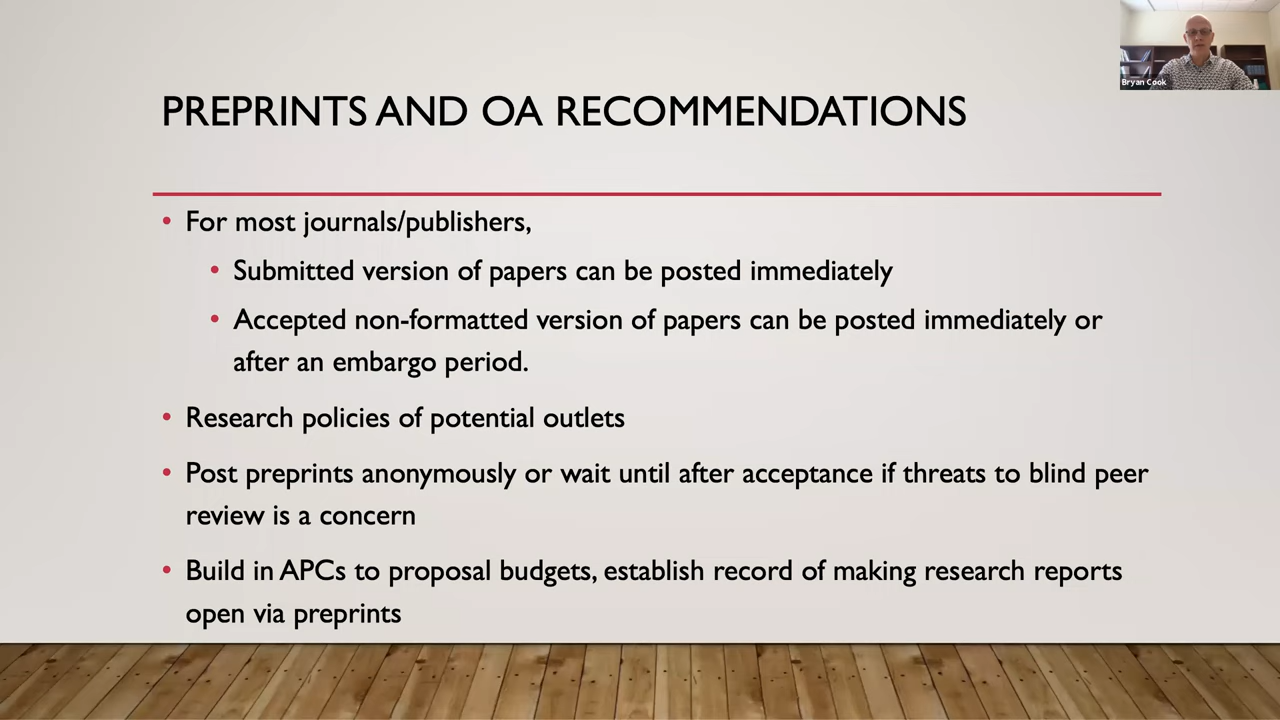 Bryan Cook
PREPRINTS AND OA RECOMMENDATIONS
• For most journals/publishers,
• Submitted version of papers can be posted immediately
• Accepted non-formatted version of papers can be posted immediately or
after an embargo period.
• Research policies of potential outlets
• Post preprints anonymously or wait until after acceptance if threats to blind peer
review is a concern
• Build in APCs to proposal budgets, establish record of making research reports
open via preprints